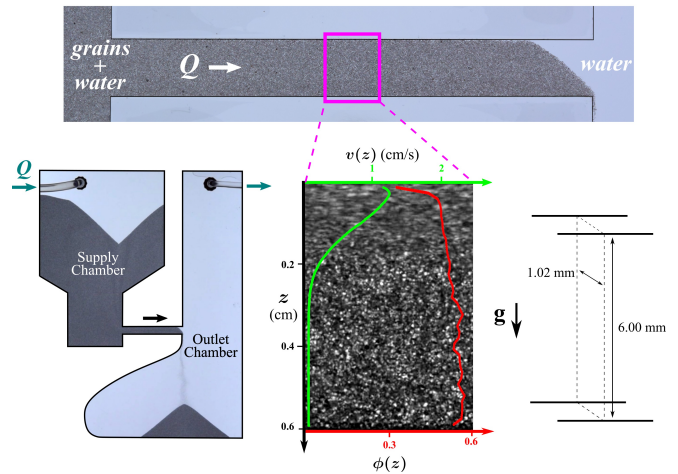 grains
+
water
Q
water
v(z) (cm/s)
1
2
Q
Supply
Chamber
Outlet
Chamber
0.2
z
(cm)
0.4
0.6
0.3
0.6
ϕ(z)
g
1.02 mm
6.00 mm